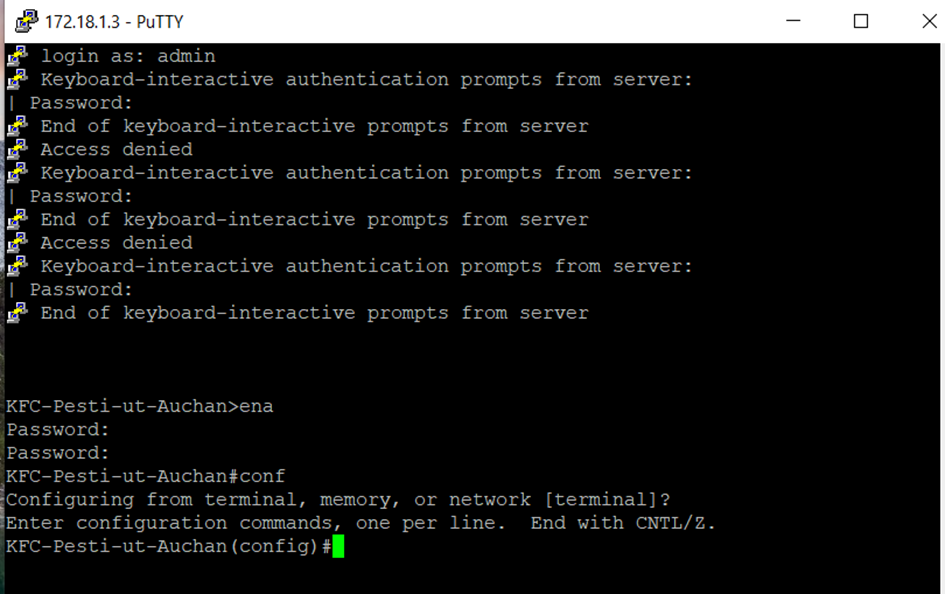 172.18.1.3 - PuTTY
login as: admin
Keyboard-interactive authentication prompts from server:
| Password:
End of keyboard-interactive prompts from server
Access denied
Keyboard-interactive authentication prompts from server:
| Password:
End of keyboard-interactive prompts from server
Access denied
Keyboard-interactive authentication prompts from server:
| Password:
End of keyboard-interactive prompts from server
KFC-Pesti-ut-Auchan>ena
Password:
Password:
KFC-Pesti-ut-Auchan#conf
Configuring from terminal, memory, or network [terminal]?
Enter configuration commands, one per line.  End with CNTL/Z.
KFC-Pesti-ut-Auchan(config)#